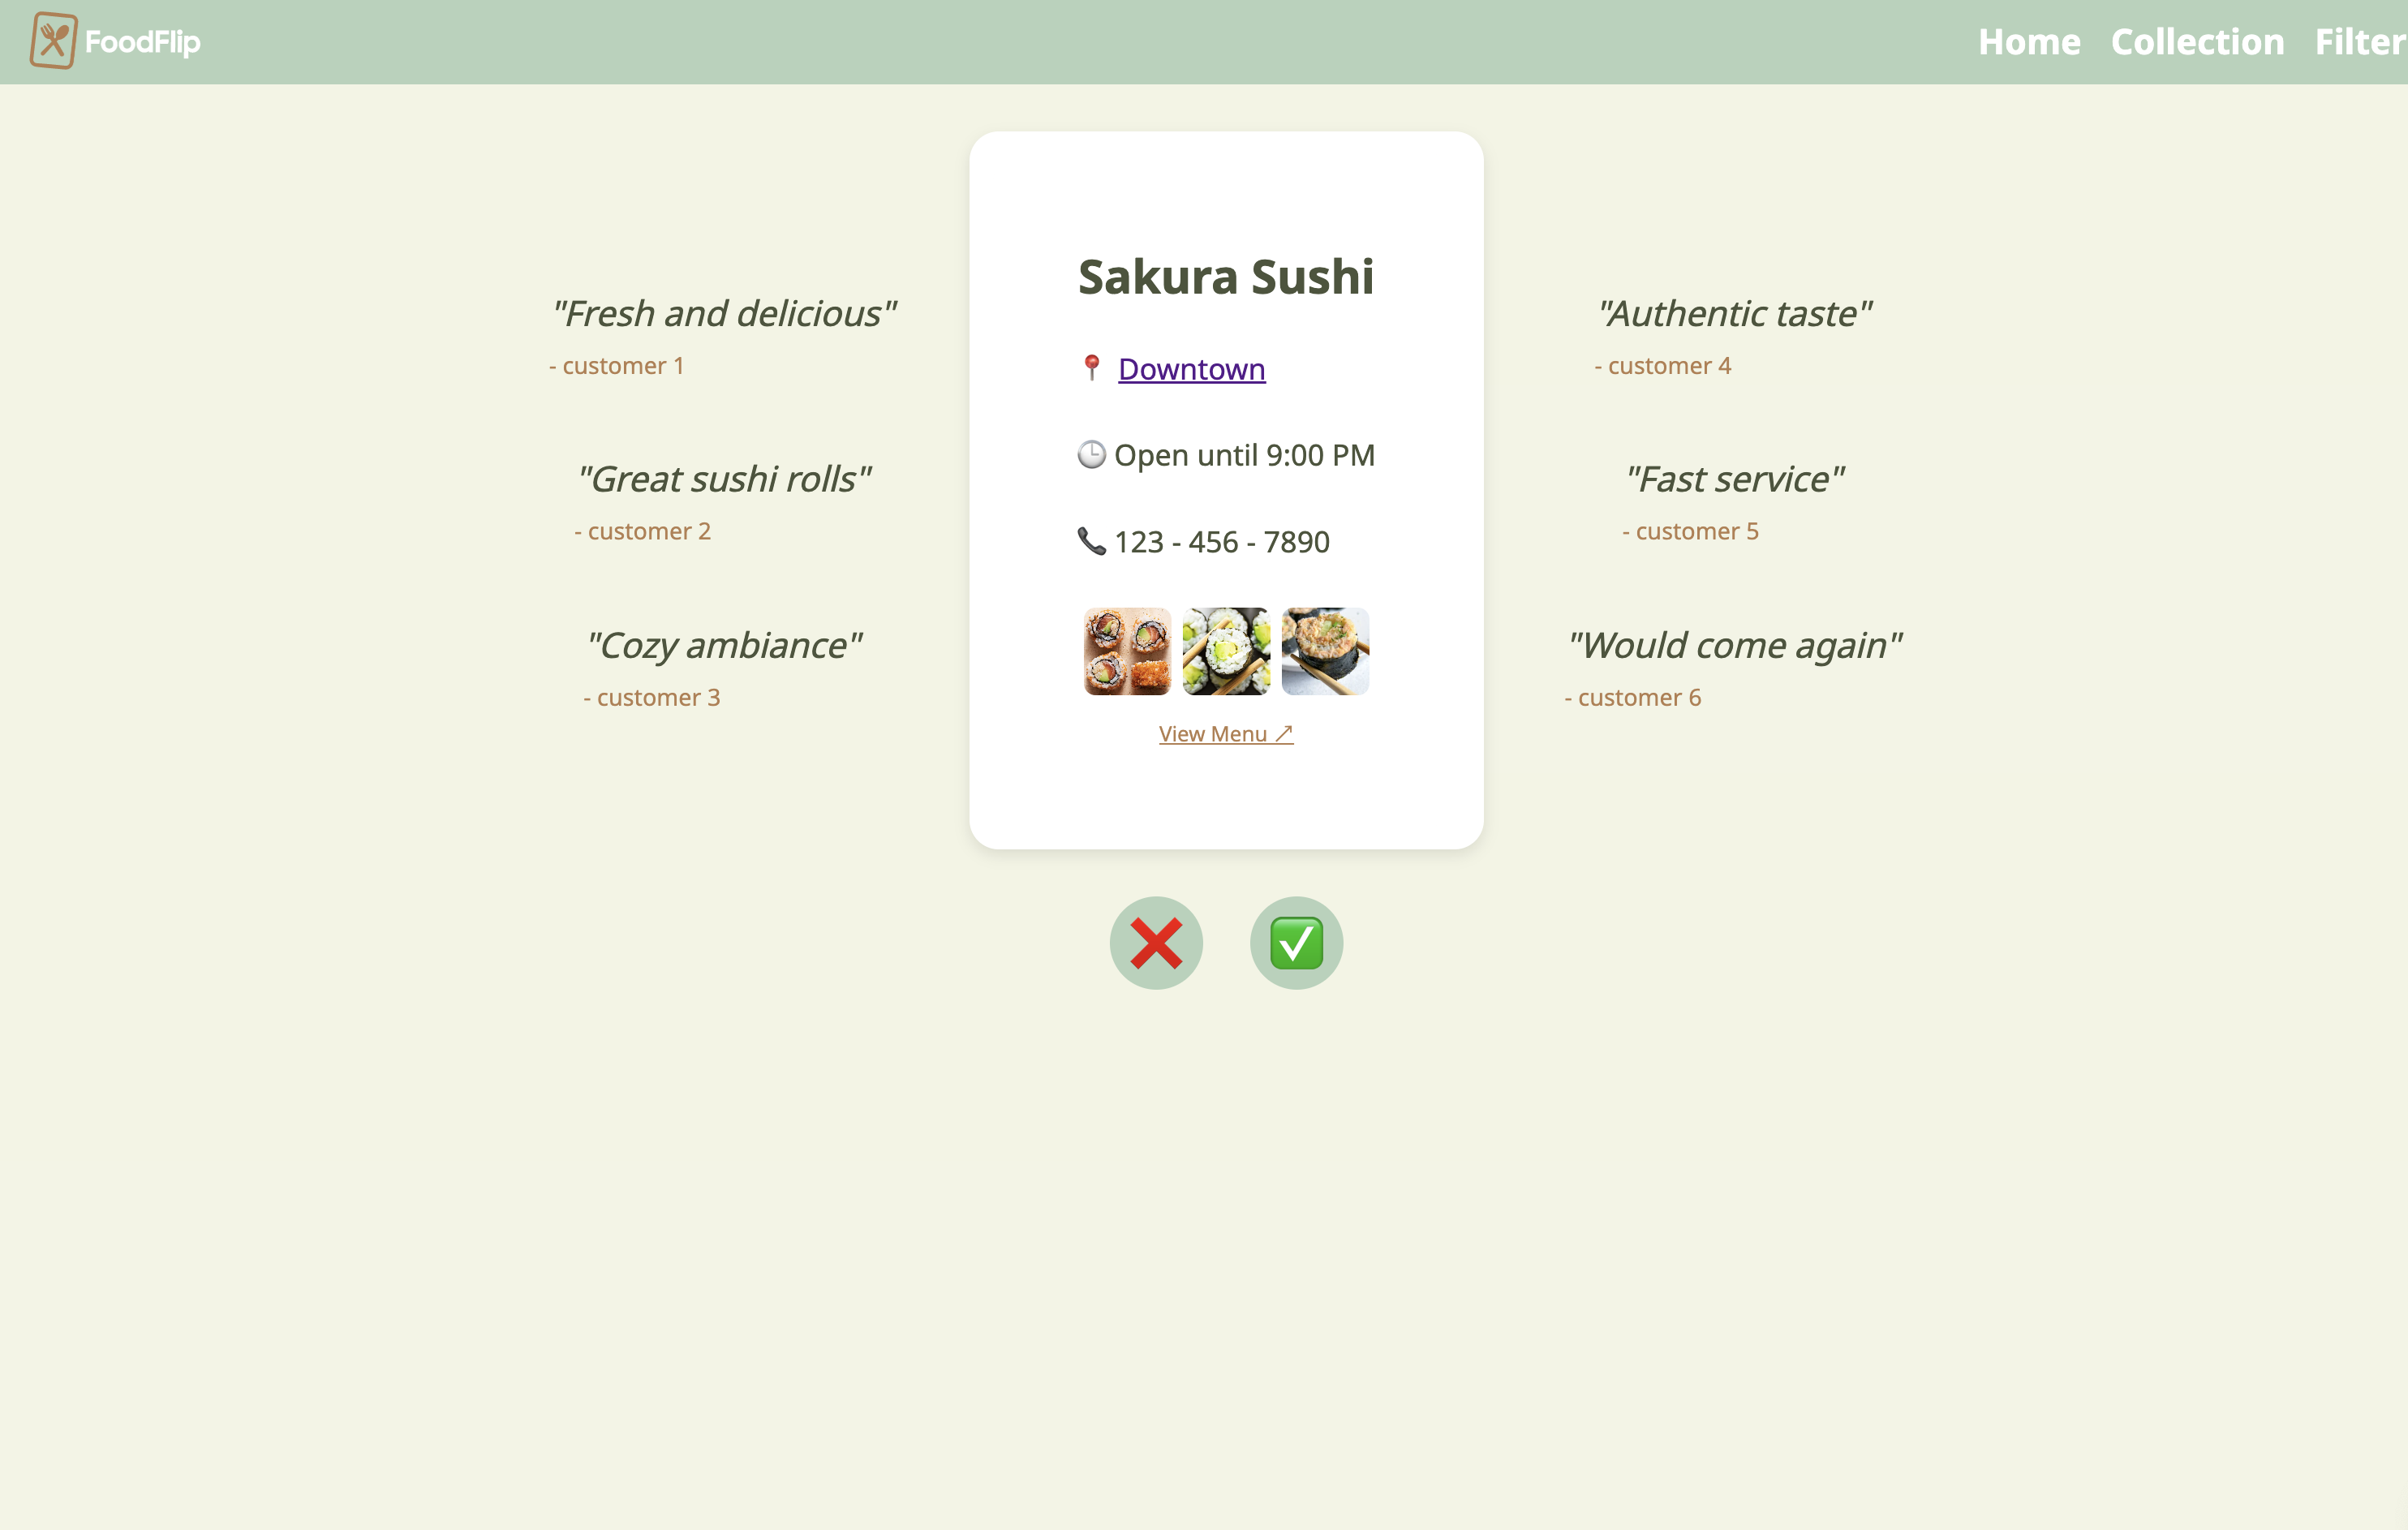 FoodFlip
Home Collection Filter
"Fresh and delicious"
- customer 1
"Great sushi rolls"
- customer 2
"Cozy ambiance"
- customer 3
Sakura Sushi
Downtown
Open until 9:00 PM
123 - 456 - 7890
View Menu ↗
"Authentic taste"
- customer 4
"Fast service"
- customer 5
"Would come again"
- customer 6